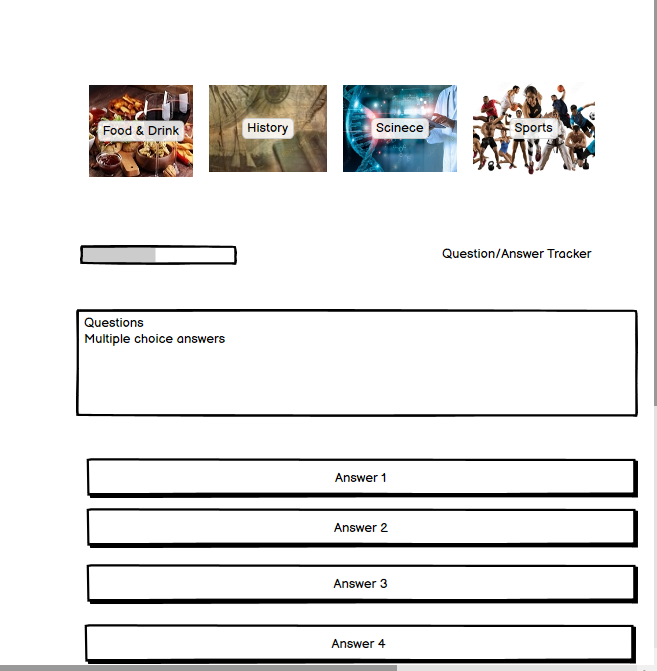 Food & Drink
History
Scinece
Sports
Question/Answer Tracker
Questions
Multiple choice answers
Answer 1
Answer 2
Answer 3
Answer 4